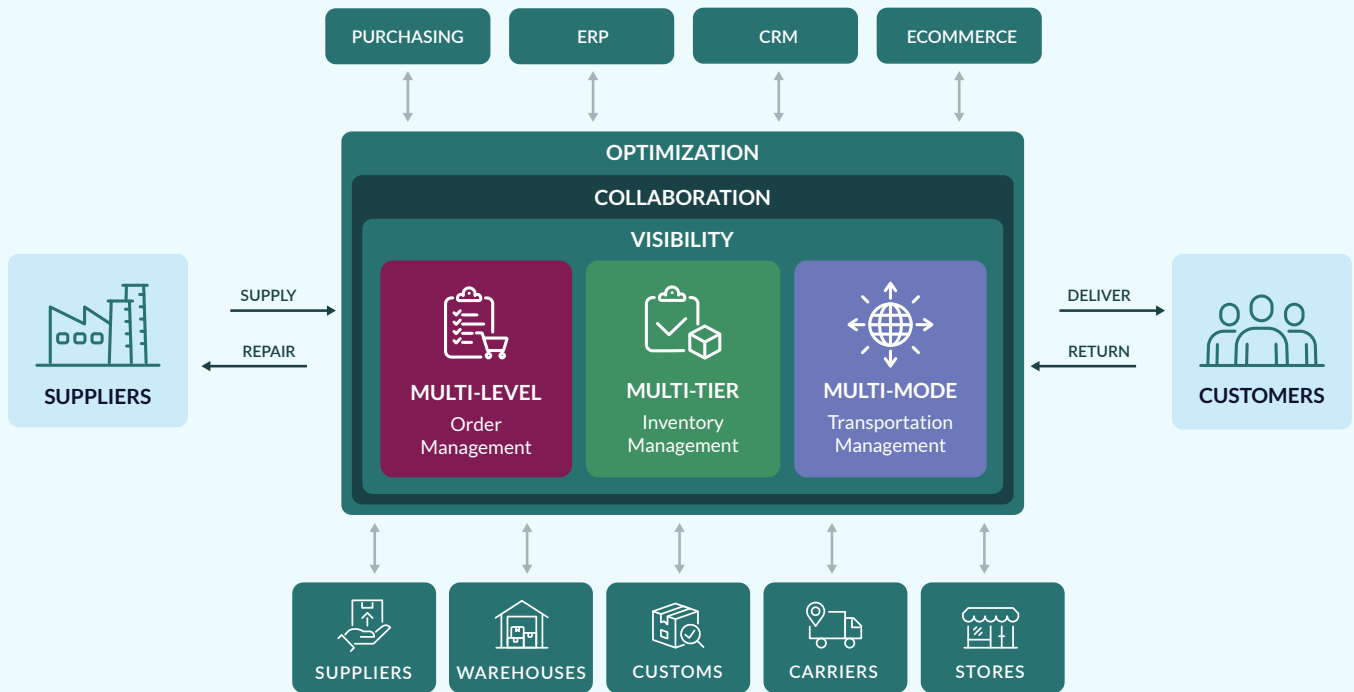 PURCHASING
ERP
CRM
ECOMMERCE
OPTIMIZATION
COLLABORATION
VISIBILITY
SUPPLIERS
SUPPLY
REPAIR
MULTI-LEVEL
Order
Management
MULTI-TIER
Inventory
Management
MULTI-MODE
Transportation
Management
DELIVER
RETURN
CUSTOMERS
SUPPLIERS
WAREHOUSES
CUSTOMS
CARRIERS
STORES